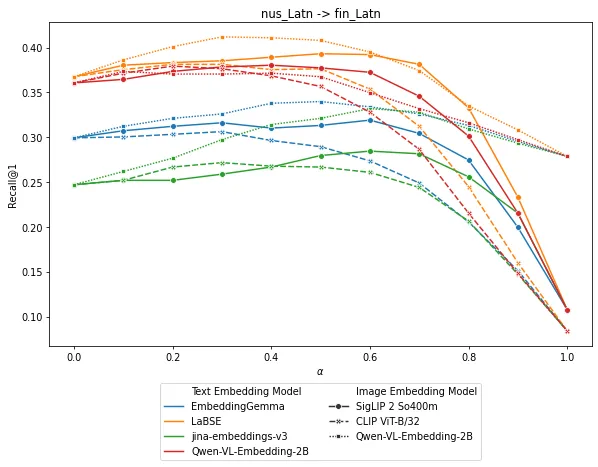 nus_Latn -> fin_Latn
Recall@1
0.40
0.35
0.30
0.25
0.20
0.15
0.10
0.0 0.2 0.4 0.6 0.8 1.0
α
Text Embedding Model Image Embedding Model
EmbeddingGemma SigLIP 2 So400m
LaBSE CLIP ViT-B/32
jina-embeddings-v3 Qwen-VL-Embedding-2B
Qwen-VL-Embedding-2B